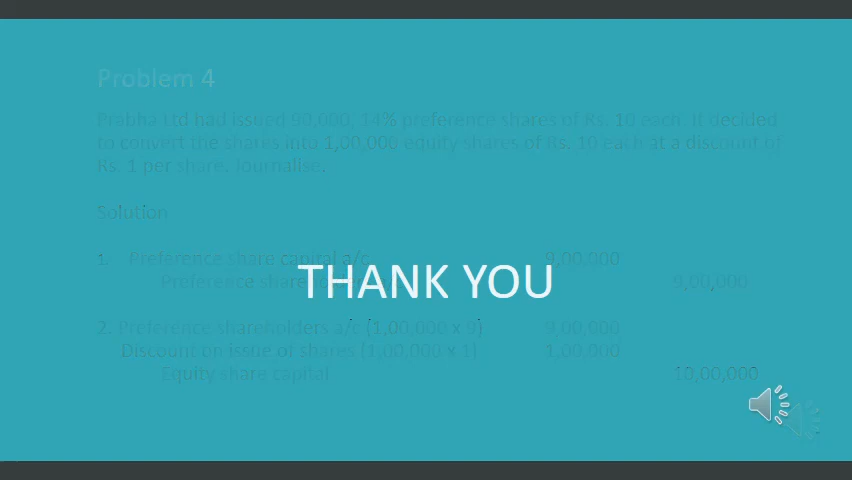 Problem 4
Prabha Ltd had issued 90,000, 14% preference shares of Rs. 10 each. It decided
to convert the shares into 1,00,000 equity shares of Rs. 10 each at a discount of
Rs. 1 per share. Journalise.
Solution
1. Preference share capital a/c 9,00,000
Preference share 9,00,000
THANK YOU
2. Preference shareholders a/c (1,00,000 x 9) 9,00,000
Discount on issue of shares (1,00,000 x 1) 1,00,000
Equity share capital 10,00,000